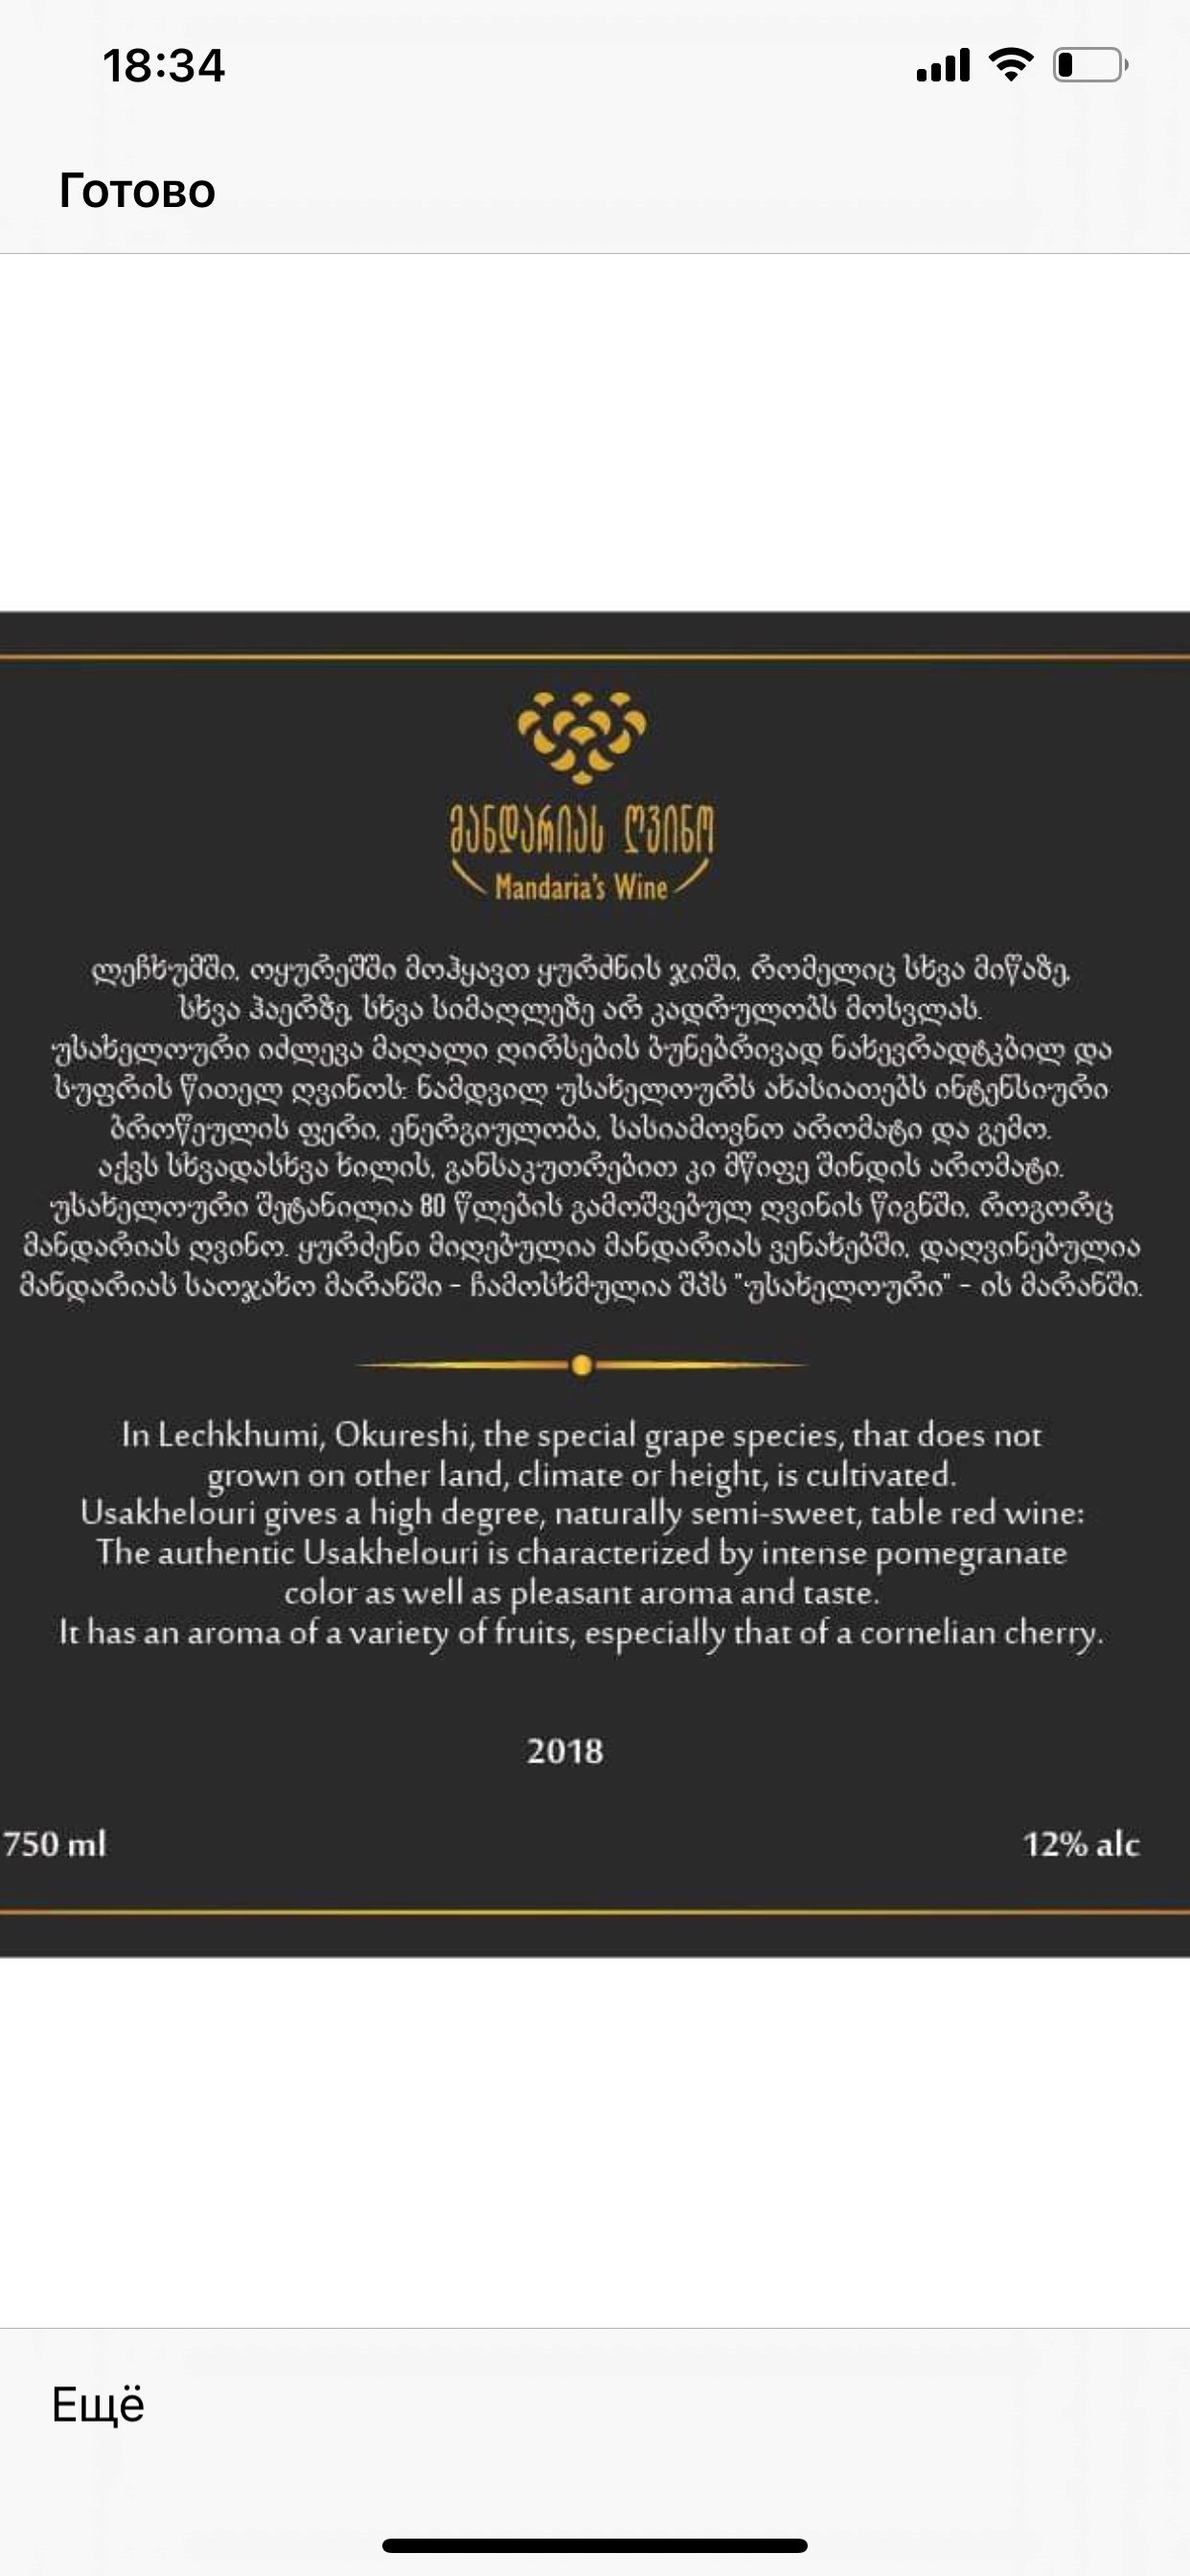 18:34
Готово
მანდარიას ღვინო
Mandaria's Wine
ლეჩხუმში, ოყურეშში მოჰყავთ ყურძნის ჯიში, რომელიც სხვა მიწაზე,
სხვა ჰაერზე, სხვა სიმაღლეზე არ კადრულობს მოსვლას.
უსახელოური იძლევა მაღალი ღირსების ბუნებრივად ნახევრადტკბილ და
სუფრის წითელ ღვინოს: ნამდვილ უსახელოურს ახასიათებს ინტენსიური
ბროწეულის ფერი, ენერგიულობა, სასიამოვნო არომატი და გემო.
აქვს სხვადასხვა ხილის, განსაკუთრებით კი მწიფე შინდის არომატი.
უსახელოური შეტანილია 80 წლების გამოშვებულ ღვინის წიგნში, როგორც
მანდარიას ღვინო. ყურძენი მიღებულია მანდარიას ვენახებში, დაღვინებულია
მანდარიას საოჯახო მარანში - ჩამოსხმულია შპს "უსახელოური" - ის მარანში.
In Lechkhumi, Okureshi, the special grape species, that does not
grown on other land, climate or height, is cultivated.
Usakhelouri gives a high degree, naturally semi-sweet, table red wine:
The authentic Usakhelouri is characterized by intense pomegranate
color as well as pleasant aroma and taste.
It has an aroma of a variety of fruits, especially that of a cornelian cherry.
2018
750 ml
12% alc
Ещё